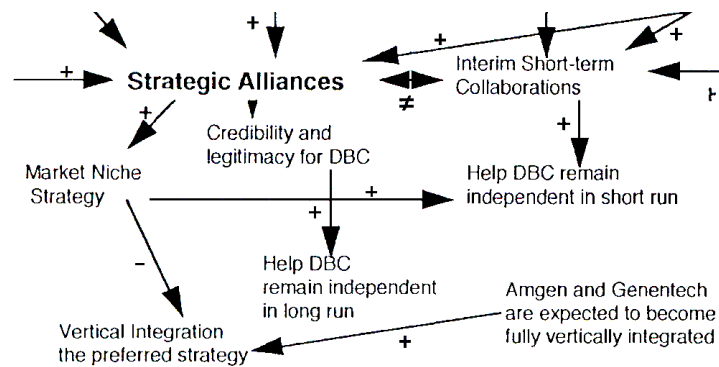 +
+
+
+
Strategic Alliances
≠
Interim Short-term
Collaborations
+
Credibility and
legitimacy for DBC
+
Market Niche
Strategy
+
Help DBC remain
independent in short run
+
–
Help DBC
remain independent
in long run
Amgen and Genentech
are expected to become
fully vertically integrated
Vertical Integration
the preferred strategy
+